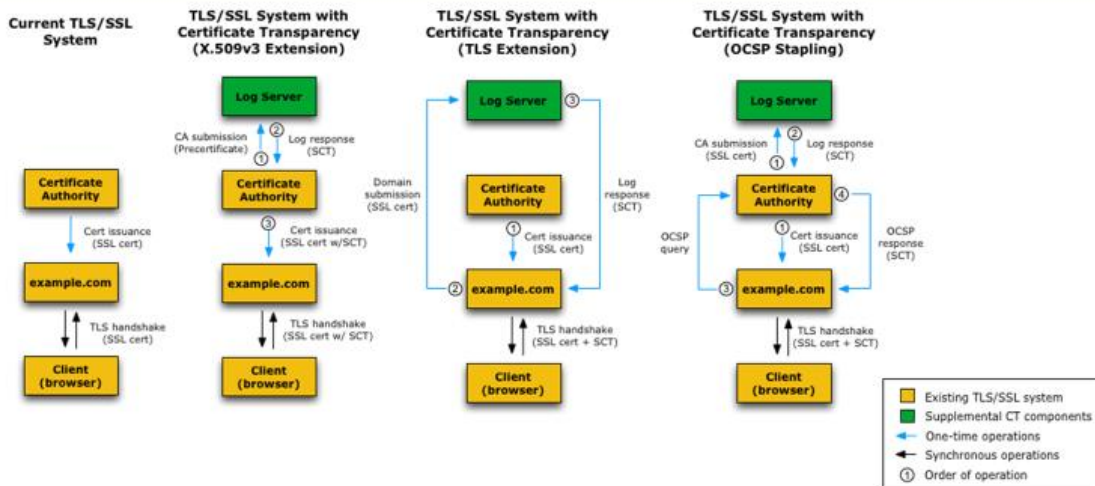 Current TLS/SSL
System
TLS/SSL System with
Certificate Transparency
(X.509v3 Extension)
TLS/SSL System with
Certificate Transparency
(TLS Extension)
TLS/SSL System with
Certificate Transparency
(OCSP Stapling)
Certificate
Authority
Cert issuance
(SSL cert)
example.com
TLS handshake
(SSL cert)
Client
(browser)
Log Server
CA submission
(Precertificate)
1
2
Log response
(SCT)
Certificate
Authority
3
Cert issuance
(SSL cert w/SCT)
example.com
TLS handshake
(SSL cert w/ SCT)
Client
(browser)
Log Server
3
Domain
submission
(SSL cert)
Certificate
Authority
Log
response
(SCT)
1
Cert issuance
(SSL cert)
2
example.com
TLS handshake
(SSL cert + SCT)
Client
(browser)
Log Server
CA submission
(SSL cert)
1
2
Log response
(SCT)
Certificate
Authority
4
1
Cert issuance
(SSL cert)
OCSP
query
OCSP
response
(SCT)
3
example.com
TLS handshake
(SSL cert + SCT)
Client
(browser)
Existing TLS/SSL system
Supplemental CT components
One-time operations
Synchronous operations
1 Order of operation